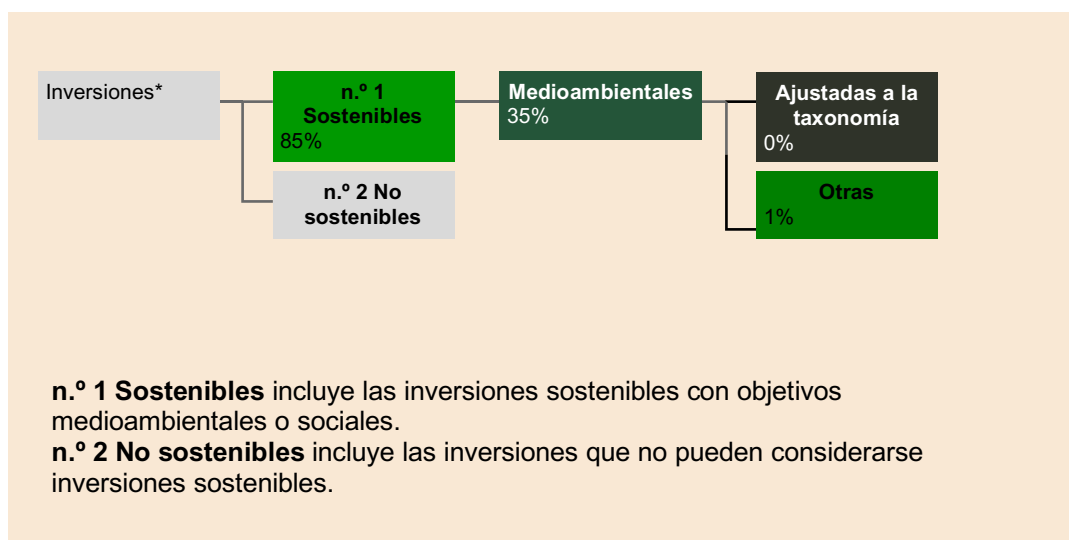 Inversiones*
n.º 1
Sostenibles
85%
n.º 2 No
sostenibles
Medioambientales
35%
Ajustadas a la
taxonomía
0%
Otras
1%
n.º 1 Sostenibles incluye las inversiones sostenibles con objetivos
medioambientales o sociales.
n.º 2 No sostenibles incluye las inversiones que no pueden considerarse
inversiones sostenibles.